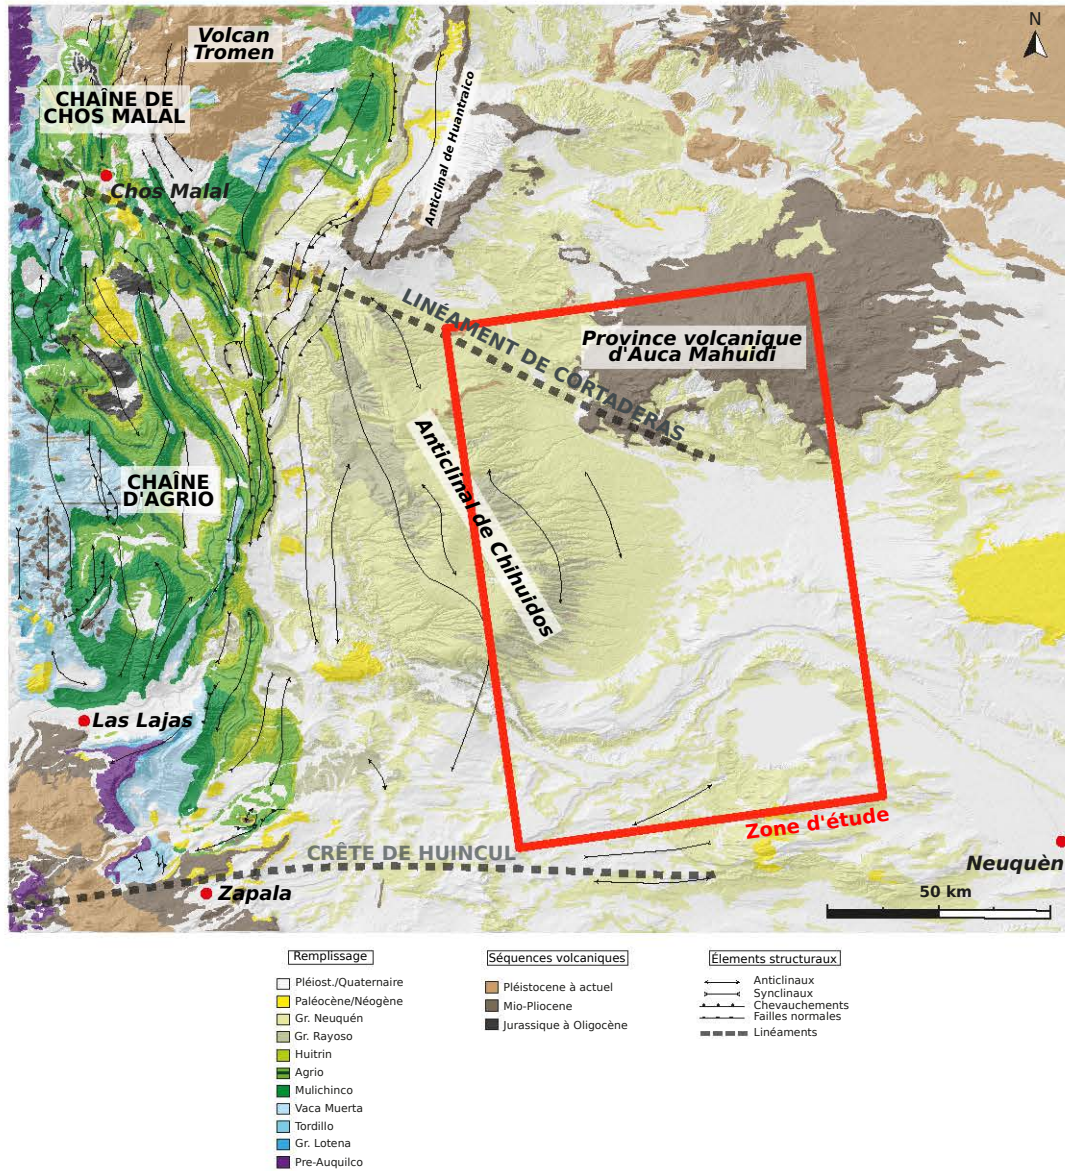 N
Volcan
Tromen
CHAÎNE DE
CHOS MALAL
Anticlinal de Huantraico
Chos Malal
LINÉAMENT DE CORTADERAS
Province volcanique
d'Auca Mahuidi
Anticlinal de Chihuidos
CHAÎNE
D'AGRIO
Las Lajas
Zone d'étude
CRÊTE DE HUINCUL
Neuquèn
Zapala
50 km
Remplissage
Pléiost./Quaternaire
Paléocène/Néogène
Gr. Neuquén
Gr. Rayoso
Huitrin
Agrio
Mulichinco
Vaca Muerta
Tordillo
Gr. Lotena
Pre-Auquilco
Séquences volcaniques
Pléistocene à actuel
Mio-Pliocene
Jurassique à Oligocène
Élements structuraux
Anticlinaux
Synclinaux
Chevauchements
Failles normales
Linéaments